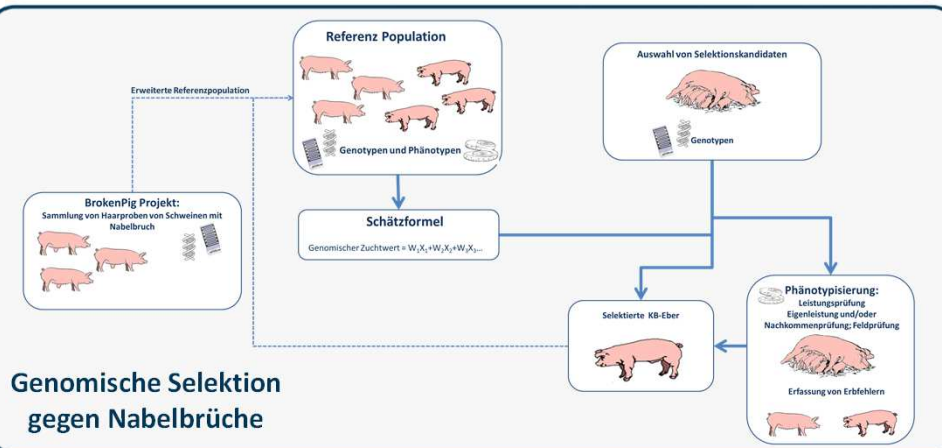 Referenz Population
Genotypen und Phänotypen
Auswahl von Selektionskandidaten
Genotypen
Erweiterte Referenzpopulation
BrokenPig Projekt:
Sammlung von Haarproben von Schweinen mit
Nabelbruch
Schätzformel
Genomischer Zuchtwert = W₁X₁+W₂X₂+W₃X₃...
Selektierte KB-Eber
Phänotypisierung:
Leistungsprüfung
Eigenleistung und/oder
Nachkommenprüfung; Feldprüfung
Erfassung von Erbfehlern
Genomische Selektion
gegen Nabelbrüche